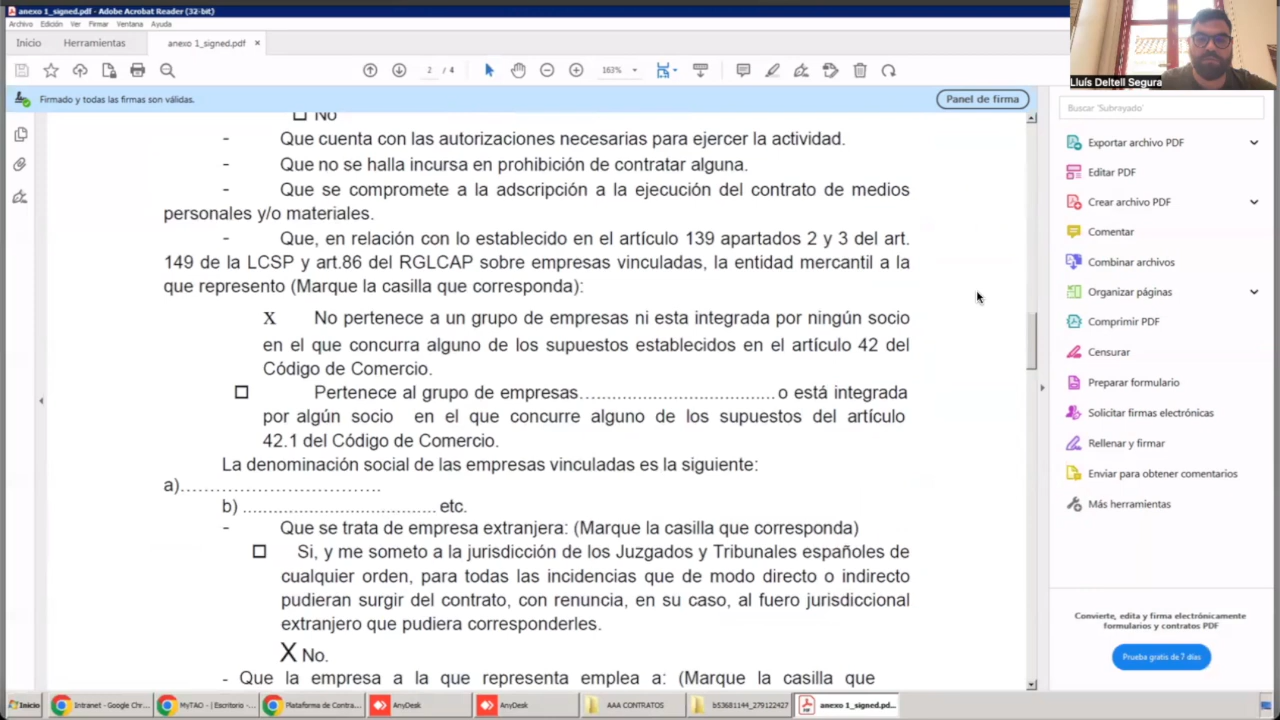 anexo 1_signed.pdf - Adobe Acrobat Reader (32-bit)
Archivo Edición Ver Firmar Ventana Ayuda
Inicio Herramientas anexo 1_signed.pdf ×
2 / 4 163%
Firmado y todas las firmas son válidas.
Panel de firma
Lluís Deltell Segura
No
- Que cuenta con las autorizaciones necesarias para ejercer la actividad.
- Que no se halla incursa en prohibición de contratar alguna.
- Que se compromete a la adscripción a la ejecución del contrato de medios
personales y/o materiales.
- Que, en relación con lo establecido en el artículo 139 apartados 2 y 3 del art.
149 de la LCSP y art.86 del RGLCAP sobre empresas vinculadas, la entidad mercantil a la
que represento (Marque la casilla que corresponda):
X No pertenece a un grupo de empresas ni esta integrada por ningún socio
en el que concurra alguno de los supuestos establecidos en el artículo 42 del
Código de Comercio.
☐ Pertenece al grupo de empresas……………………………o está integrada
por algún socio en el que concurre alguno de los supuestos del artículo
42.1 del Código de Comercio.
La denominación social de las empresas vinculadas es la siguiente:
a)……………………………
b) …………………………… etc.
- Que se trata de empresa extranjera: (Marque la casilla que corresponda)
☐ Si, y me someto a la jurisdicción de los Juzgados y Tribunales españoles de
cualquier orden, para todas las incidencias que de modo directo o indirecto
pudieran surgir del contrato, con renuncia, en su caso, al fuero jurisdiccional
extranjero que pudiera corresponderles.
X No.
- Que la empresa a la que representa emplea a: (Marque la casilla que
Buscar 'Subrayado'
Exportar archivo PDF
Editar PDF
Crear archivo PDF
Comentar
Combinar archivos
Organizar páginas
Comprimir PDF
Censurar
Preparar formulario
Solicitar firmas electrónicas
Rellenar y firmar
Enviar para obtener comentarios
Más herramientas
Convierte, edita y firma electrónicamente
formularios y contratos PDF
Prueba gratis de 7 días
Inicio Intranet - Google Chr... MyTAO - | Escritorio -... Plataforma de Contra... AnyDesk AnyDesk AAA CONTRATOS b53681144_279122427 anexo 1_signed.pd...